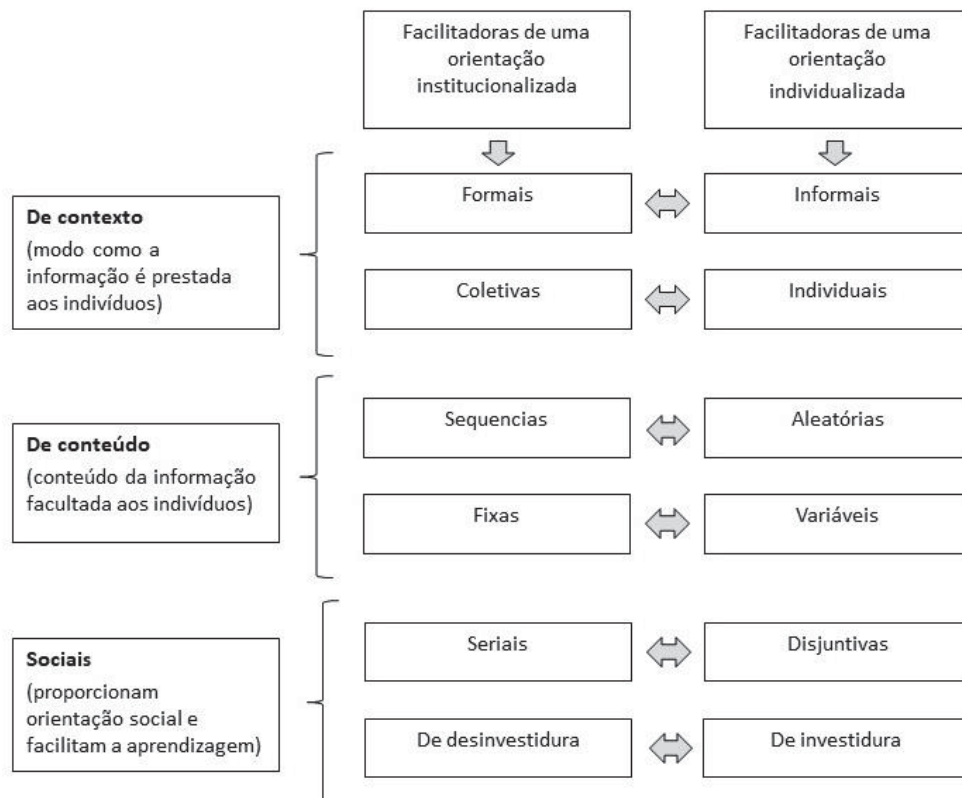 Facilitadoras de uma
orientação
institucionalizada
Facilitadoras de uma
orientação
individualizada
De contexto
(modo como a
informação é prestada
aos indivíduos)
Formais
Informais
Coletivas
Individuais
De conteúdo
(conteúdo da informação
facultada aos indivíduos)
Sequencias
Aleatórias
Fixas
Variáveis
Sociais
(proporcionam
orientação social e
facilitam a aprendizagem)
Seriais
Disjuntivas
De desinvestidura
De investidura